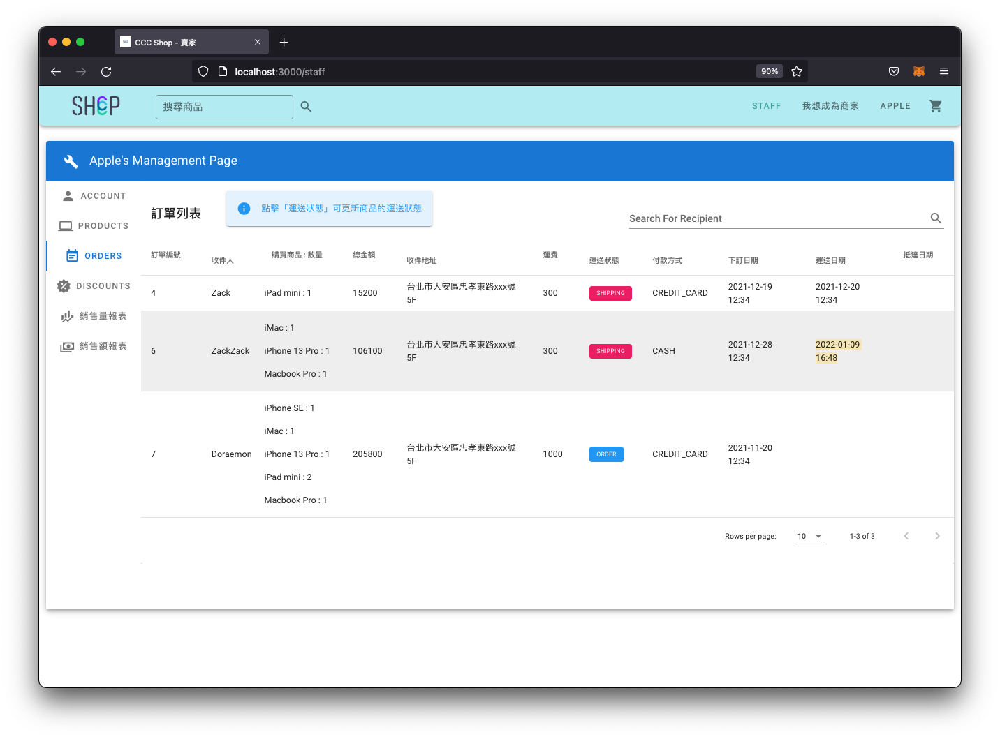 CCC Shop - 賣家
localhost:3000/staff
90%
SHCP
搜尋商品
STAFF
我想成為商家
APPLE
Apple's Management Page
ACCOUNT
PRODUCTS
ORDERS
DISCOUNTS
銷售量報表
銷售額報表
訂單列表
點擊「運送狀態」可更新商品的運送狀態
Search For Recipient
訂單編號 收件人 購買商品 : 數量 總金額 收件地址 運費 運送狀態 付款方式 下訂日期 運送日期 抵達日期
4 Zack iPad mini : 1 15200 台北市大安區忠孝東路xxx號 300 SHIPPING CREDIT_CARD 2021-12-19 2021-12-20
5F 12:34 12:34
iMac : 1
6 ZackZack iPhone 13 Pro : 1 106100 台北市大安區忠孝東路xxx號 300 SHIPPING CASH 2021-12-28 2022-01-09
5F 12:34 16:48
Macbook Pro : 1
iPhone SE : 1
iMac : 1
7 Doraemon iPhone 13 Pro : 1 205800 台北市大安區忠孝東路xxx號 1000 ORDER CREDIT_CARD 2021-11-20
5F 12:34
iPad mini : 2
Macbook Pro : 1
Rows per page: 10 1-3 of 3